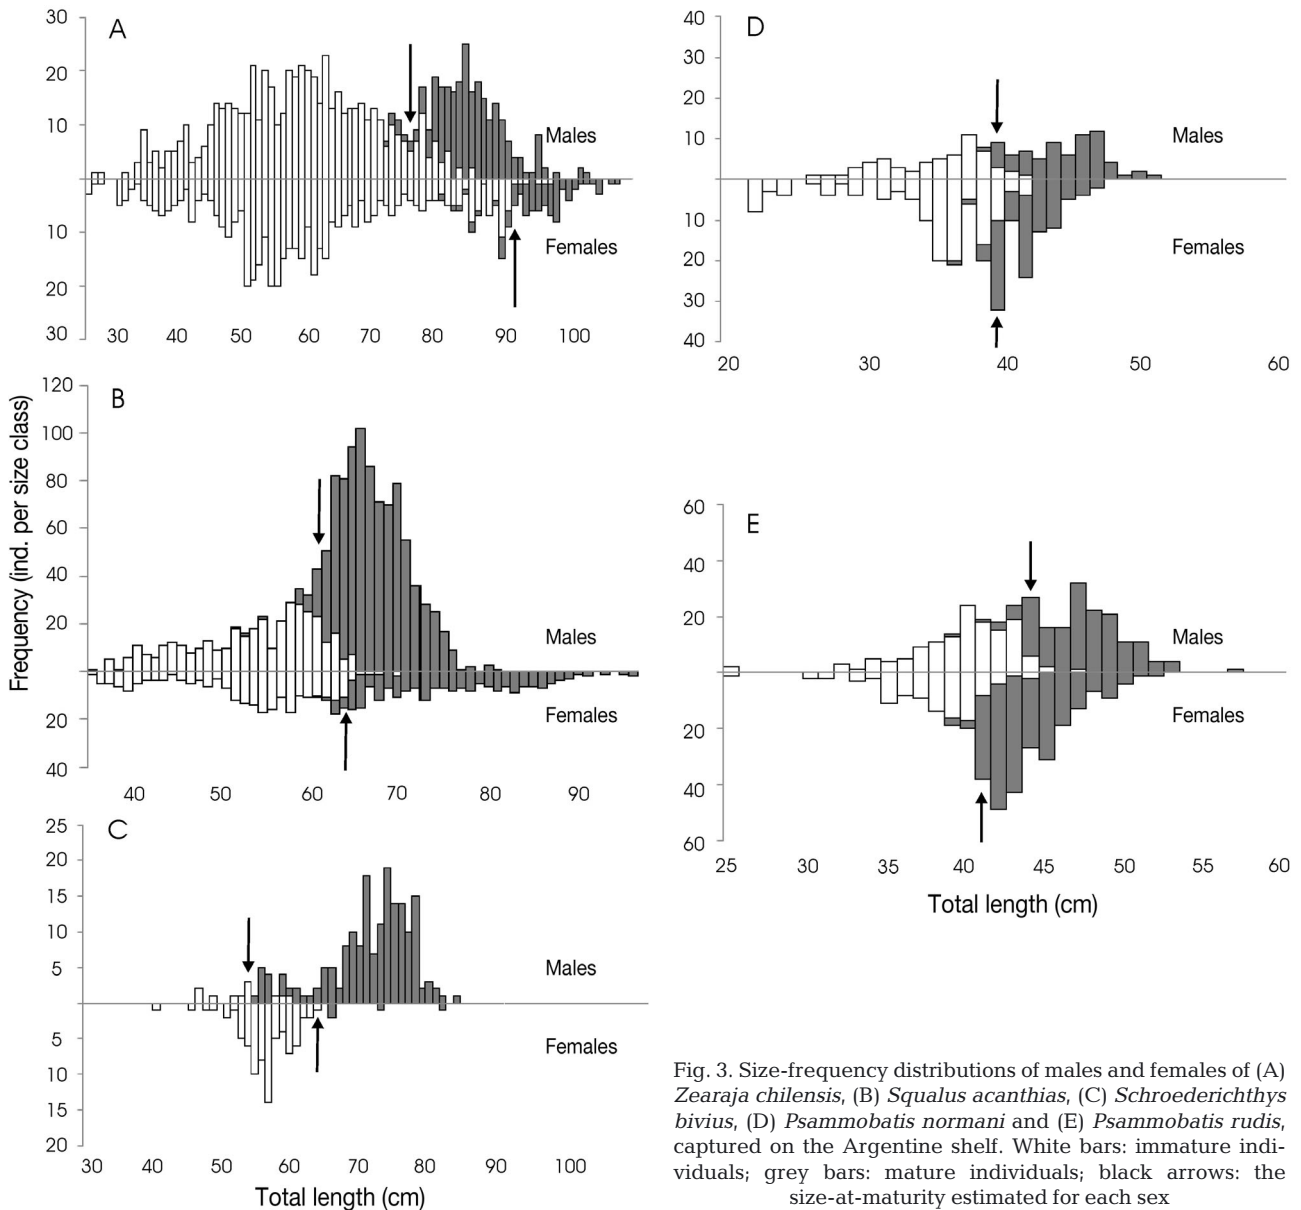 A
30
20
10
10
20
30
Males
Females
30 40 50 60 70 80 90 100
B
120
100
80
60
40
20
20
40
Males
Females
40 50 60 70 80 90
Frequency (ind. per size class)
C
25
20
15
10
5
5
10
15
20
Males
Females
30 40 50 60 70 80 90 100
Total length (cm)
D
40
30
20
10
10
20
30
40
Males
Females
20 30 40 50 60
E
60
40
20
20
40
60
Males
Females
25 30 35 40 45 50 55 60
Total length (cm)
Fig. 3. Size-frequency distributions of males and females of (A)
Zearaja chilensis, (B) Squalus acanthias, (C) Schroederichthys
bivius, (D) Psammobatis normani and (E) Psammobatis rudis,
captured on the Argentine shelf. White bars: immature indi-
viduals; grey bars: mature individuals; black arrows: the
size-at-maturity estimated for each sex